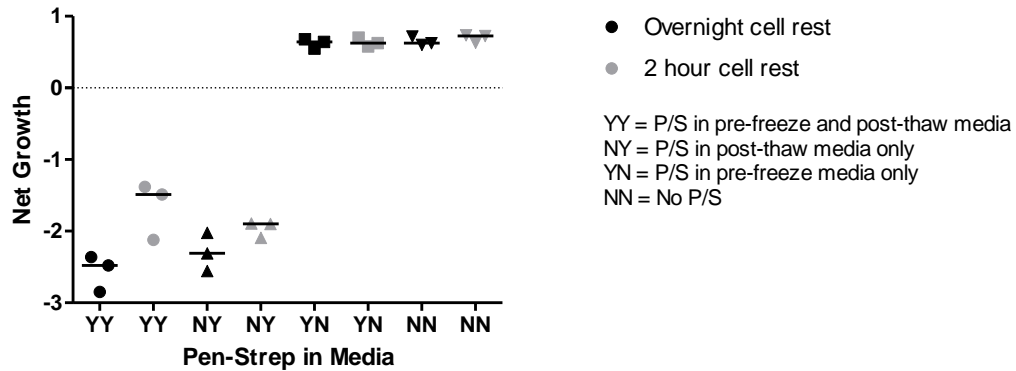 1
0
-1
-2
-3
Net Growth
YY YY NY NY YN YN NN NN
Pen-Strep in Media
Overnight cell rest
2 hour cell rest
YY = P/S in pre-freeze and post-thaw media
NY = P/S in post-thaw media only
YN = P/S in pre-freeze media only
NN = No P/S